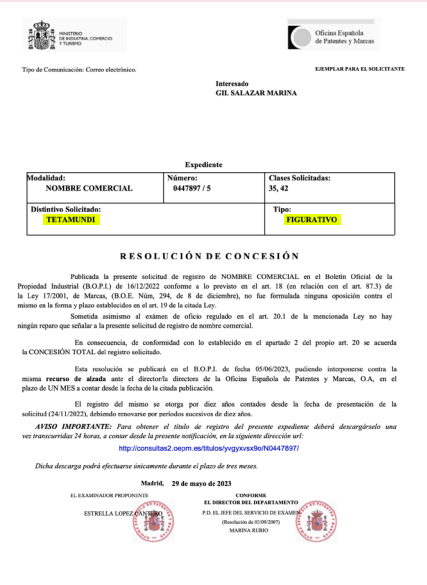 MINISTERIO
DE INDUSTRIA, COMERCIO
Y TURISMO
Oficina Española
de Patentes y Marcas
Tipo de Comunicación: Correo electrónico.
EJEMPLAR PARA EL SOLICITANTE
Interesado
GIL SALAZAR MARINA
Expediente
Modalidad:
NOMBRE COMERCIAL
Número:
0447897 / 5
Clases Solicitadas:
35, 42
Distintivo Solicitado:
TETAMUNDI
Tipo:
FIGURATIVO
RESOLUCIÓN DE CONCESIÓN
Publicada la presente solicitud de registro de NOMBRE COMERCIAL en el Boletín Oficial de la
Propiedad Industrial (B.O.P.I.) de 16/12/2022 conforme a lo previsto en el art. 18 (en relación con el art. 87.3) de
la Ley 17/2001, de Marcas, (B.O.E. Núm, 294, de 8 de diciembre), no fue formulada ninguna oposición contra el
mismo en la forma y plazo establecidos en el art. 19 de la citada Ley.
Sometida asimismo al exámen de oficio regulado en el art. 20.1 de la mencionada Ley no hay
ningún reparo que señalar a la presente solicitud de registro de nombre comercial.
En consecuencia, de conformidad con lo establecido en el apartado 2 del propio art. 20 se acuerda
la CONCESIÓN TOTAL del registro solicitado.
Esta resolución se publicará en el B.O.P.I. de fecha 05/06/2023, pudiendo interponerse contra la
misma recurso de alzada ante el director/la directora de la Oficina Española de Patentes y Marcas, O.A, en el
plazo de UN MES a contar desde la fecha de la citada publicación.
El registro del mismo se otorga por diez años contados desde la fecha de presentación de la
solicitud (24/11/2022), debiendo renovarse por períodos sucesivos de diez años.
AVISO IMPORTANTE: Para obtener el título de registro del presente expediente deberá descargárselo una
vez transcurridas 24 horas, a contar desde la presente notificación, en la siguiente dirección url:
http://consultas2.oepm.es/titulos/yvgyxvsx9o/N0447897/
Dicha descarga podrá efectuarse únicamente durante el plazo de tres meses.
Madrid, 29 de mayo de 2023
EL EXAMINADOR PROPONENTE
ESTRELLA LOPEZ CANTERO
CONFORME
EL DIRECTOR DEL DEPARTAMENTO
P.D. EL JEFE DEL SERVICIO DE EXAMEN
(Resolución de 03/09/2007)
MARINA RUBIO